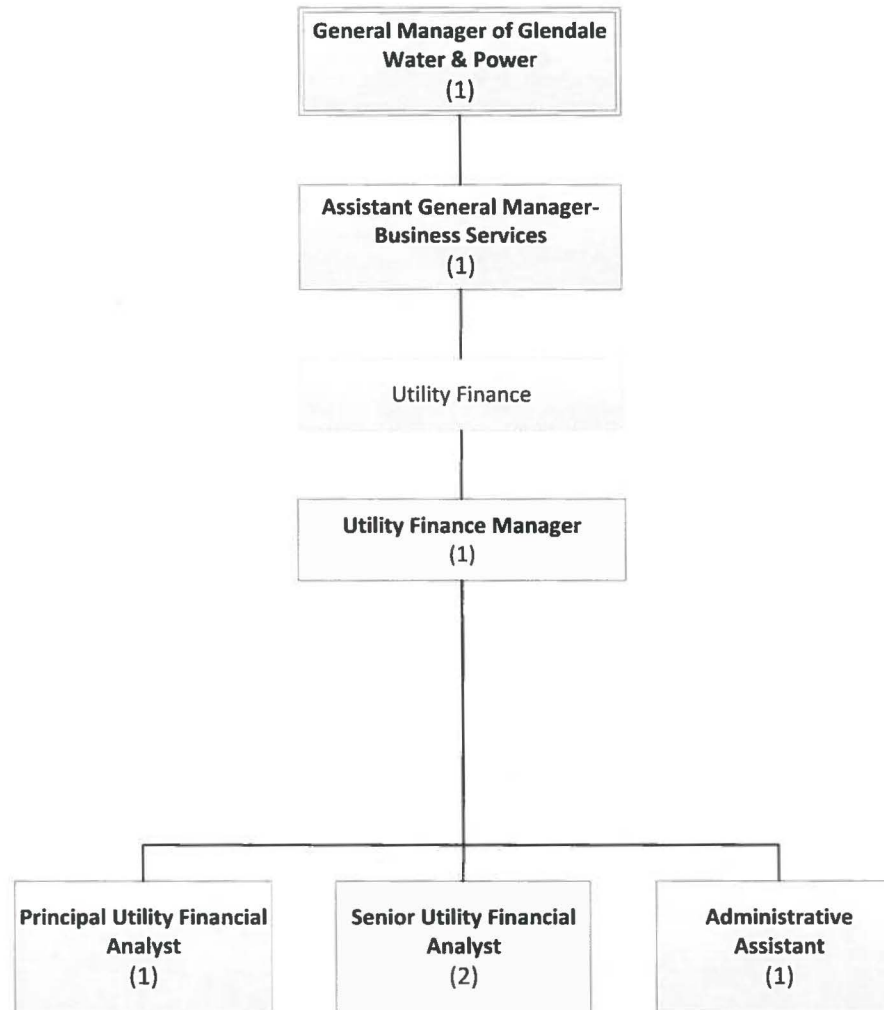 General Manager of Glendale
Water & Power
(1)
Assistant General Manager-
Business Services
(1)
Utility Finance
Utility Finance Manager
(1)
Principal Utility Financial
Analyst
(1)
Senior Utility Financial
Analyst
(2)
Administrative
Assistant
(1)